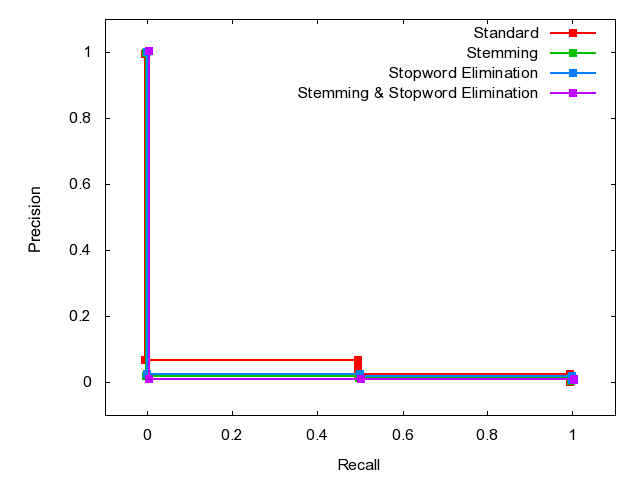 Standard
Stemming
Stopword Elimination
Stemming & Stopword Elimination
1
0.8
0.6
0.4
0.2
0
Precision
0 0.2 0.4 0.6 0.8 1
Recall